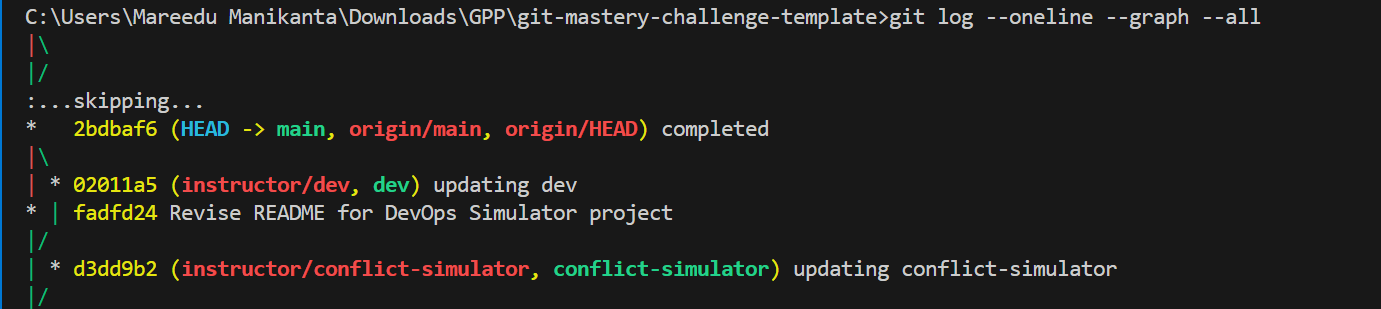 C:\Users\Mareedu Manikanta\Downloads\GPP\git-mastery-challenge-template>git log --oneline --graph --all
|\
|/
:...skipping...
*   2bdbaf6 (HEAD -> main, origin/main, origin/HEAD) completed
|\
| * 02011a5 (instructor/dev, dev) updating dev
* | fadfd24 Revise README for DevOps Simulator project
|/
| * d3dd9b2 (instructor/conflict-simulator, conflict-simulator) updating conflict-simulator
|/